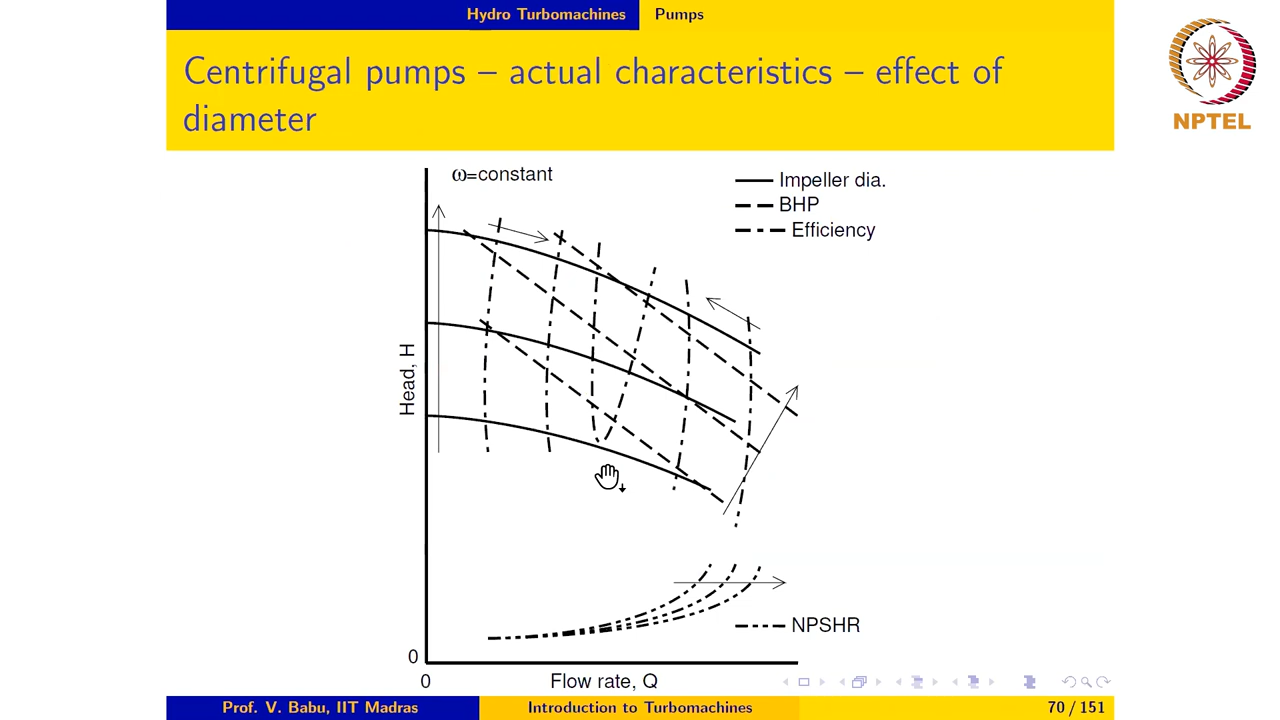 Hydro Turbomachines Pumps
Centrifugal pumps – actual characteristics – effect of
diameter
NPTEL
ω=constant
Impeller dia.
BHP
Efficiency
Head, H
NPSHR
0
0
Flow rate, Q
Prof. V. Babu, IIT Madras Introduction to Turbomachines 70 / 151